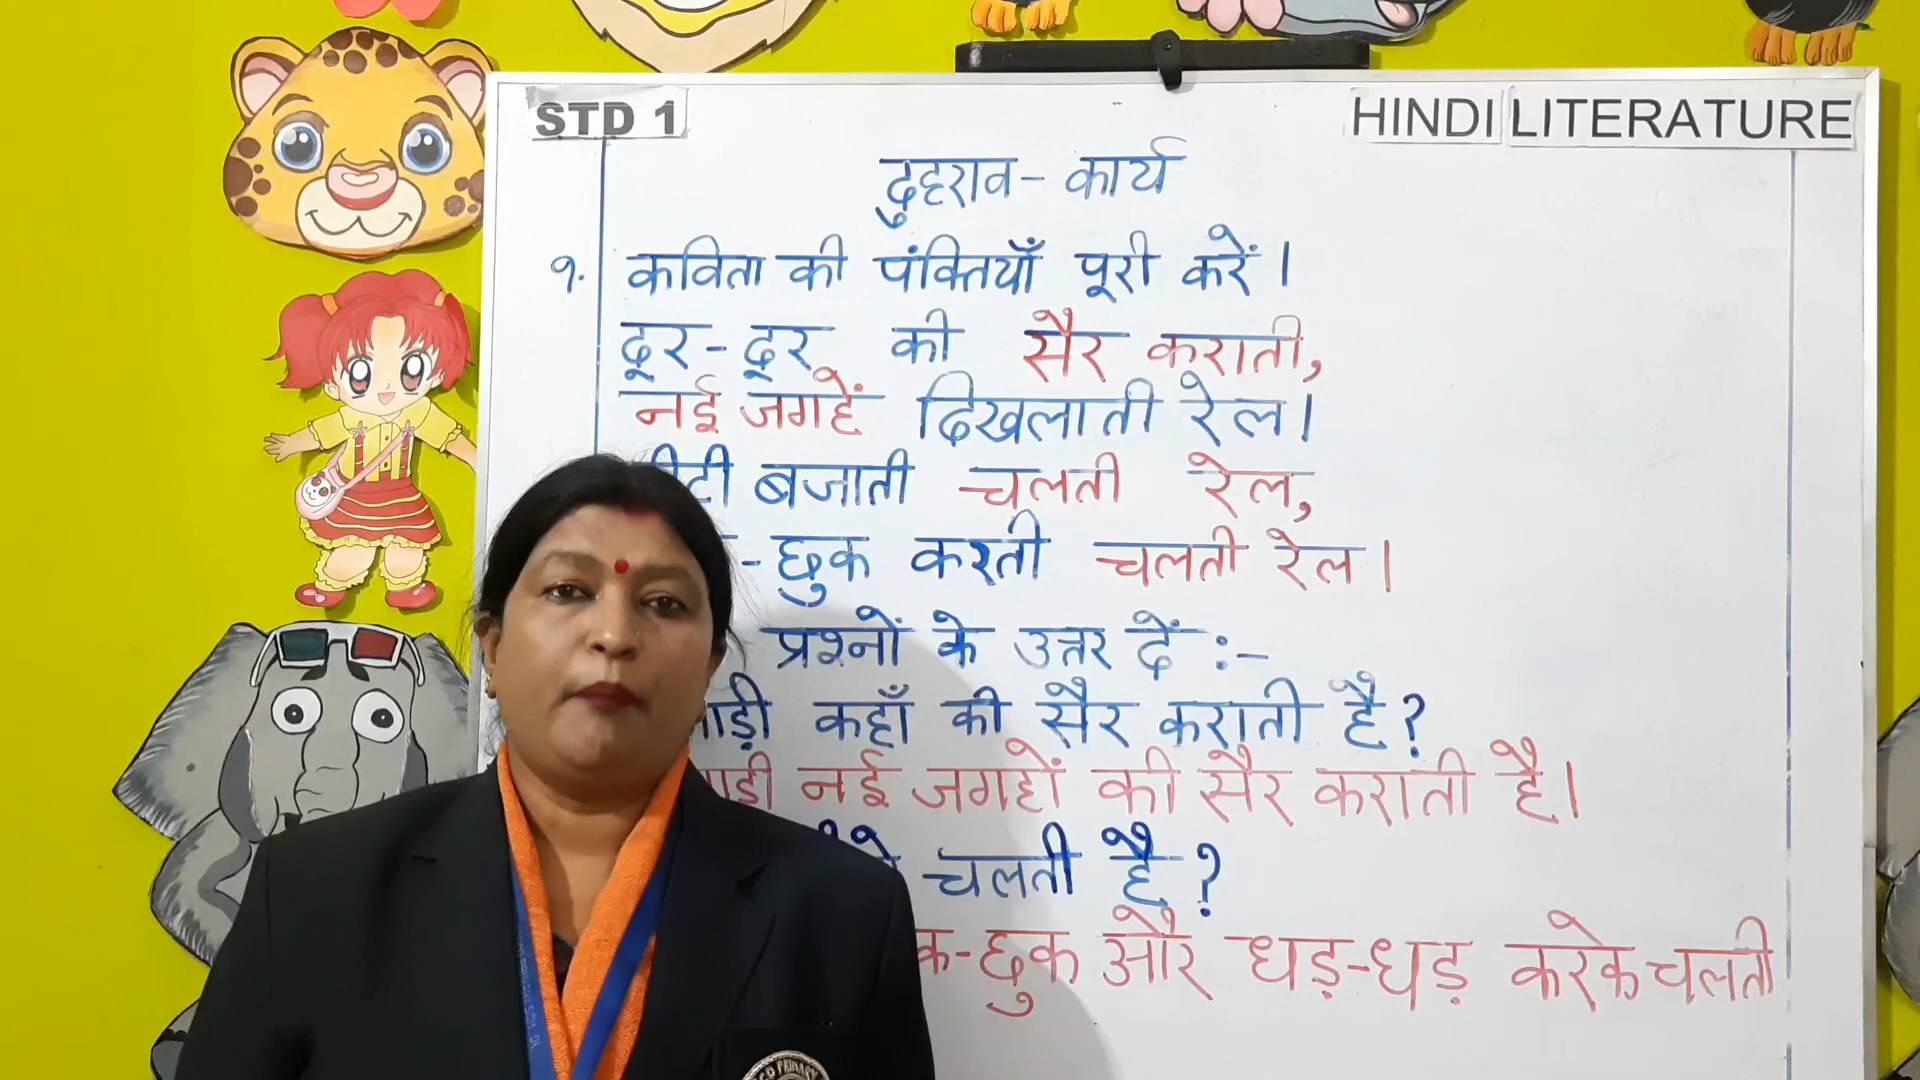 STD 1
HINDI LITERATURE
दुहराव - कार्य
१. कविता की पंक्तियाँ पूरी करें।
दूर - दूर की सैर कराती,
नई जगहें दिखलाती रेल।
बजाती चलती रेल,
- छुक करती चलती रेल।
प्रश्नों के उत्तर दें :-
कहाँ की सैर कराती है?
नई जगहों की सैर कराती है।
चलती है?
-छुक और धड़-धड़ करके चलती